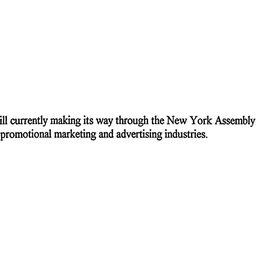 ill currently making its way through the New York Assembly
promotional marketing and advertising industries.